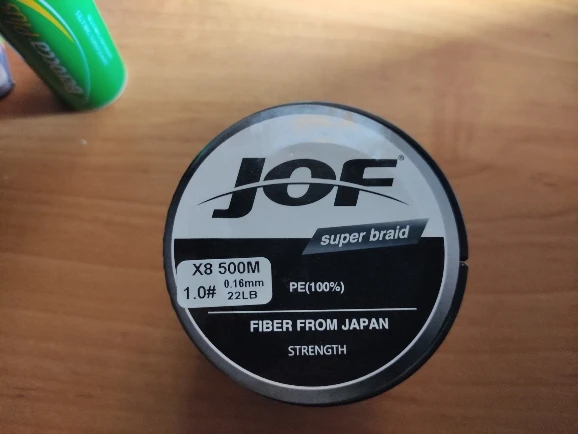 JOF®
super braid
X8 500M
1.0# 0.16mm
22LB
PE(100%)
FIBER FROM JAPAN
STRENGTH